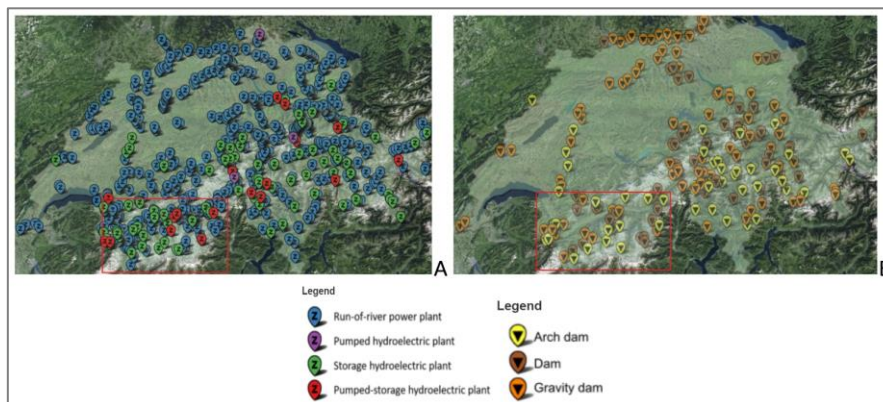 A
Legend
Run-of-river power plant
Pumped hydroelectric plant
Storage hydroelectric plant
Pumped-storage hydroelectric plant
Legend
Arch dam
Dam
Gravity dam